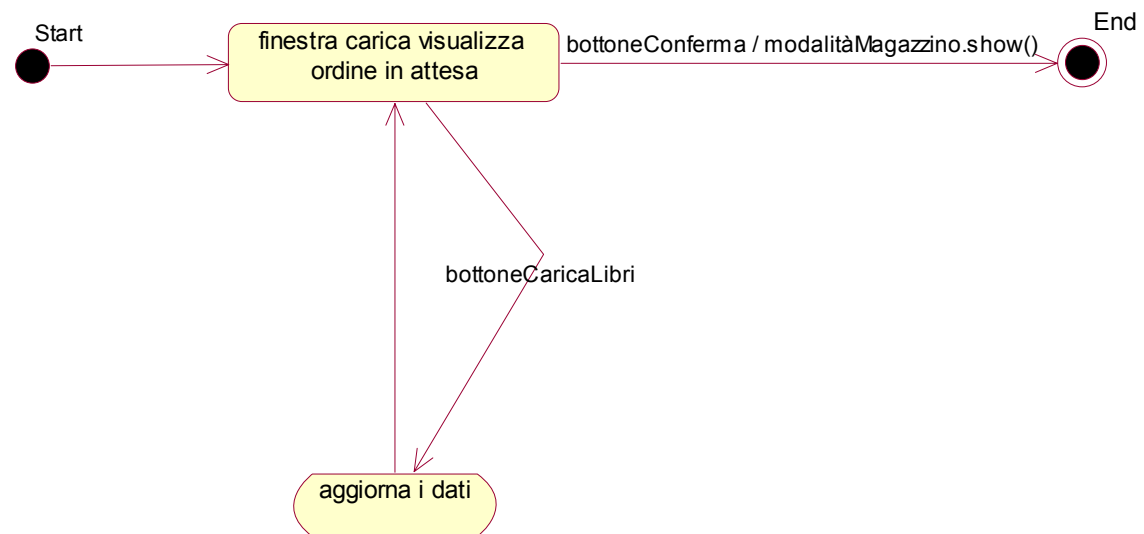 Start
End
finestra carica visualizza
ordine in attesa
bottoneConferma / modalitàMagazzino.show()
bottoneCaricaLibri
aggiorna i dati